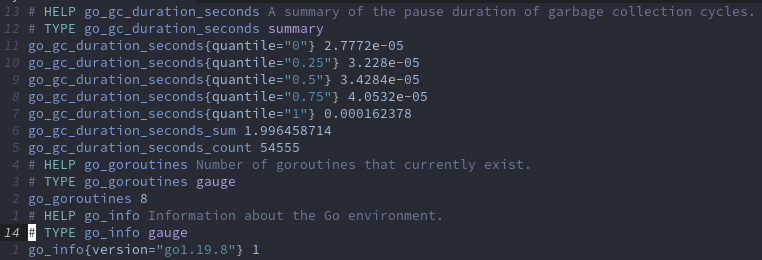 13 # HELP go_gc_duration_seconds A summary of the pause duration of garbage collection cycles.
12 # TYPE go_gc_duration_seconds summary
11 go_gc_duration_seconds{quantile="0"} 2.7772e-05
10 go_gc_duration_seconds{quantile="0.25"} 3.228e-05
9 go_gc_duration_seconds{quantile="0.5"} 3.4284e-05
8 go_gc_duration_seconds{quantile="0.75"} 4.0532e-05
7 go_gc_duration_seconds{quantile="1"} 0.000162378
6 go_gc_duration_seconds_sum 1.996458714
5 go_gc_duration_seconds_count 54555
4 # HELP go_goroutines Number of goroutines that currently exist.
3 # TYPE go_goroutines gauge
2 go_goroutines 8
1 # HELP go_info Information about the Go environment.
14 # TYPE go_info gauge
1 go_info{version="go1.19.8"} 1